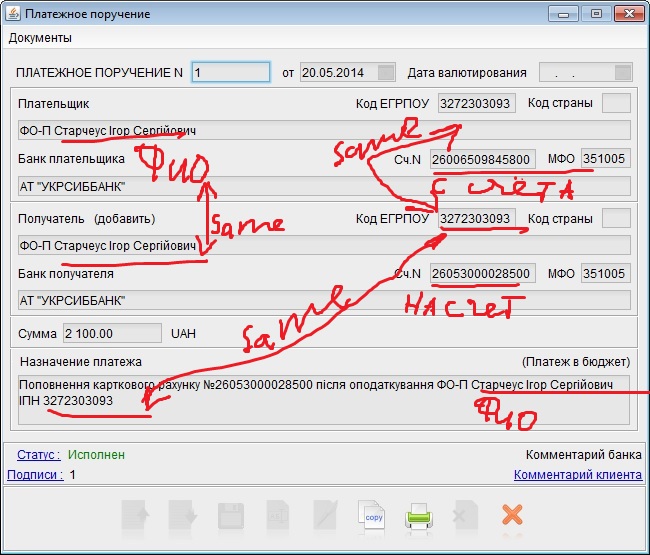 Платежное поручение
Документы
ПЛАТЕЖНОЕ ПОРУЧЕНИЕ N 1 от 20.05.2014 Дата валютирования . .
Плательщик Код ЕГРПОУ 3272303093 Код страны
ФО-П Старчеус Ігор Сергійович
same
Банк плательщика Сч.N 26006509845800 МФО 351005
ФИО
АТ "УКРСИББАНК"
С СЧЁТА
Получатель (добавить) Код ЕГРПОУ 3272303093 Код страны
same
ФО-П Старчеус Ігор Сергійович
Банк получателя Сч.N 26053000028500 МФО 351005
АТ "УКРСИББАНК"
НА СЧЕТ
same
Сумма 2 100.00 UAH
Назначение платежа (Платеж в бюджет)
Поповнення карткового рахунку №26053000028500 після оподаткування ФО-П Старчеус Ігор Сергійович
ІПН 3272303093
ФИО
Статус : Исполнен Комментарий банка
Подписи : 1 Комментарий клиента
copy